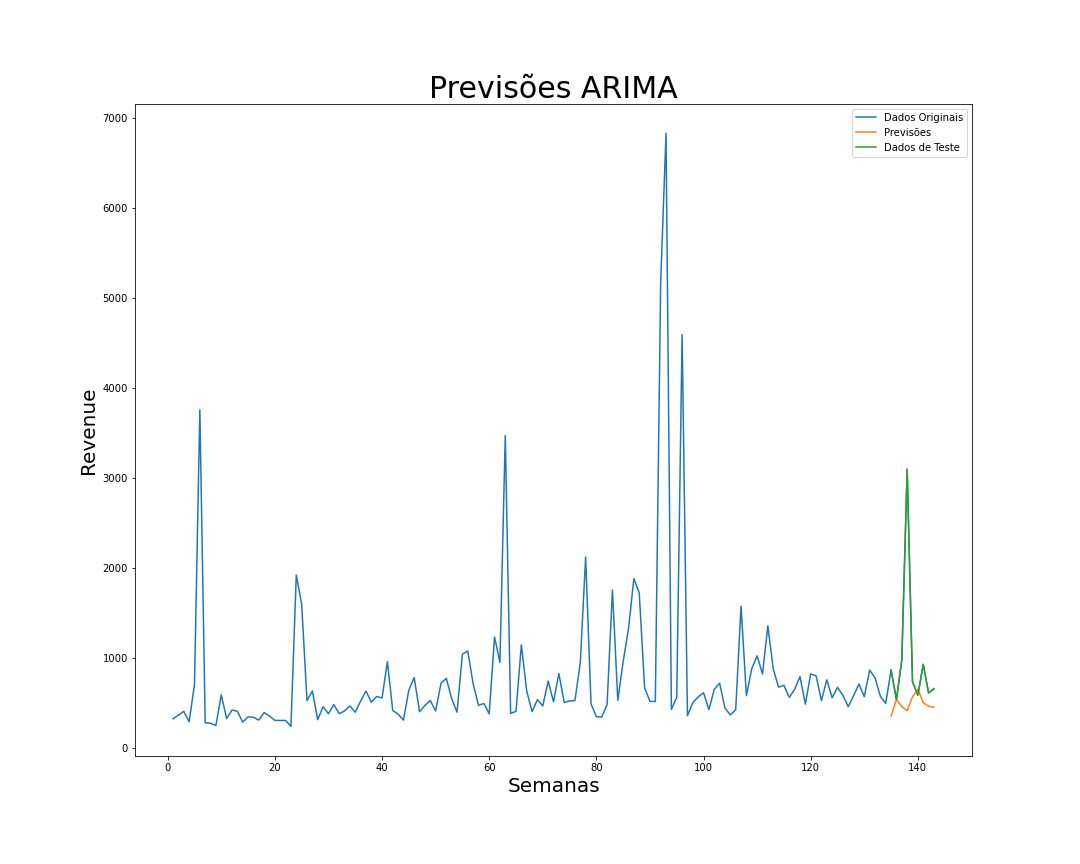 Previsões ARIMA
Dados Originais
Previsões
Dados de Teste
Revenue
7000
6000
5000
4000
3000
2000
1000
0
0 20 40 60 80 100 120 140
Semanas